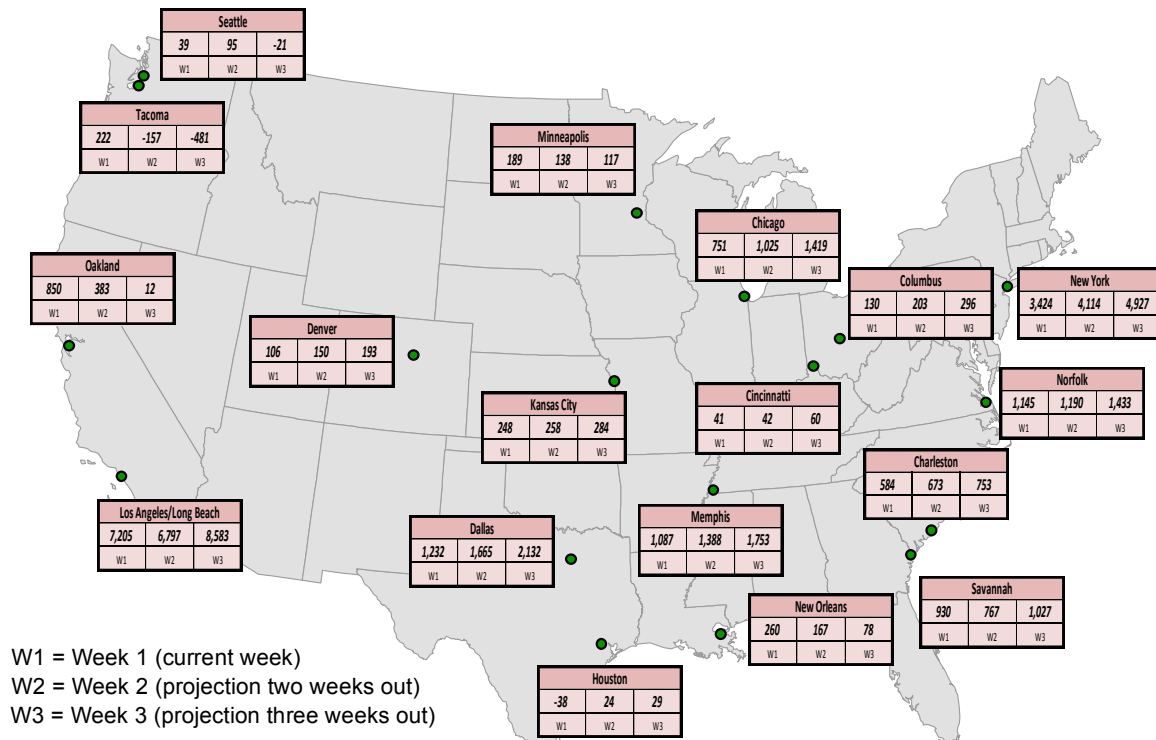 Seattle
39 95 -21
W1 W2 W3
Tacoma
222 -157 -481
W1 W2 W3
Minneapolis
189 138 117
W1 W2 W3
Chicago
751 1,025 1,419
W1 W2 W3
Oakland
850 383 12
W1 W2 W3
Columbus
130 203 296
W1 W2 W3
New York
3,424 4,114 4,927
W1 W2 W3
Denver
106 150 193
W1 W2 W3
Norfolk
1,145 1,190 1,433
W1 W2 W3
Kansas City
248 258 284
W1 W2 W3
Cincinnatti
41 42 60
W1 W2 W3
Charleston
584 673 753
W1 W2 W3
Los Angeles/Long Beach
7,205 6,797 8,583
W1 W2 W3
Dallas
1,232 1,665 2,132
W1 W2 W3
Memphis
1,087 1,388 1,753
W1 W2 W3
Savannah
930 767 1,027
W1 W2 W3
New Orleans
260 167 78
W1 W2 W3
Houston
-38 24 29
W1 W2 W3
W1 = Week 1 (current week)
W2 = Week 2 (projection two weeks out)
W3 = Week 3 (projection three weeks out)